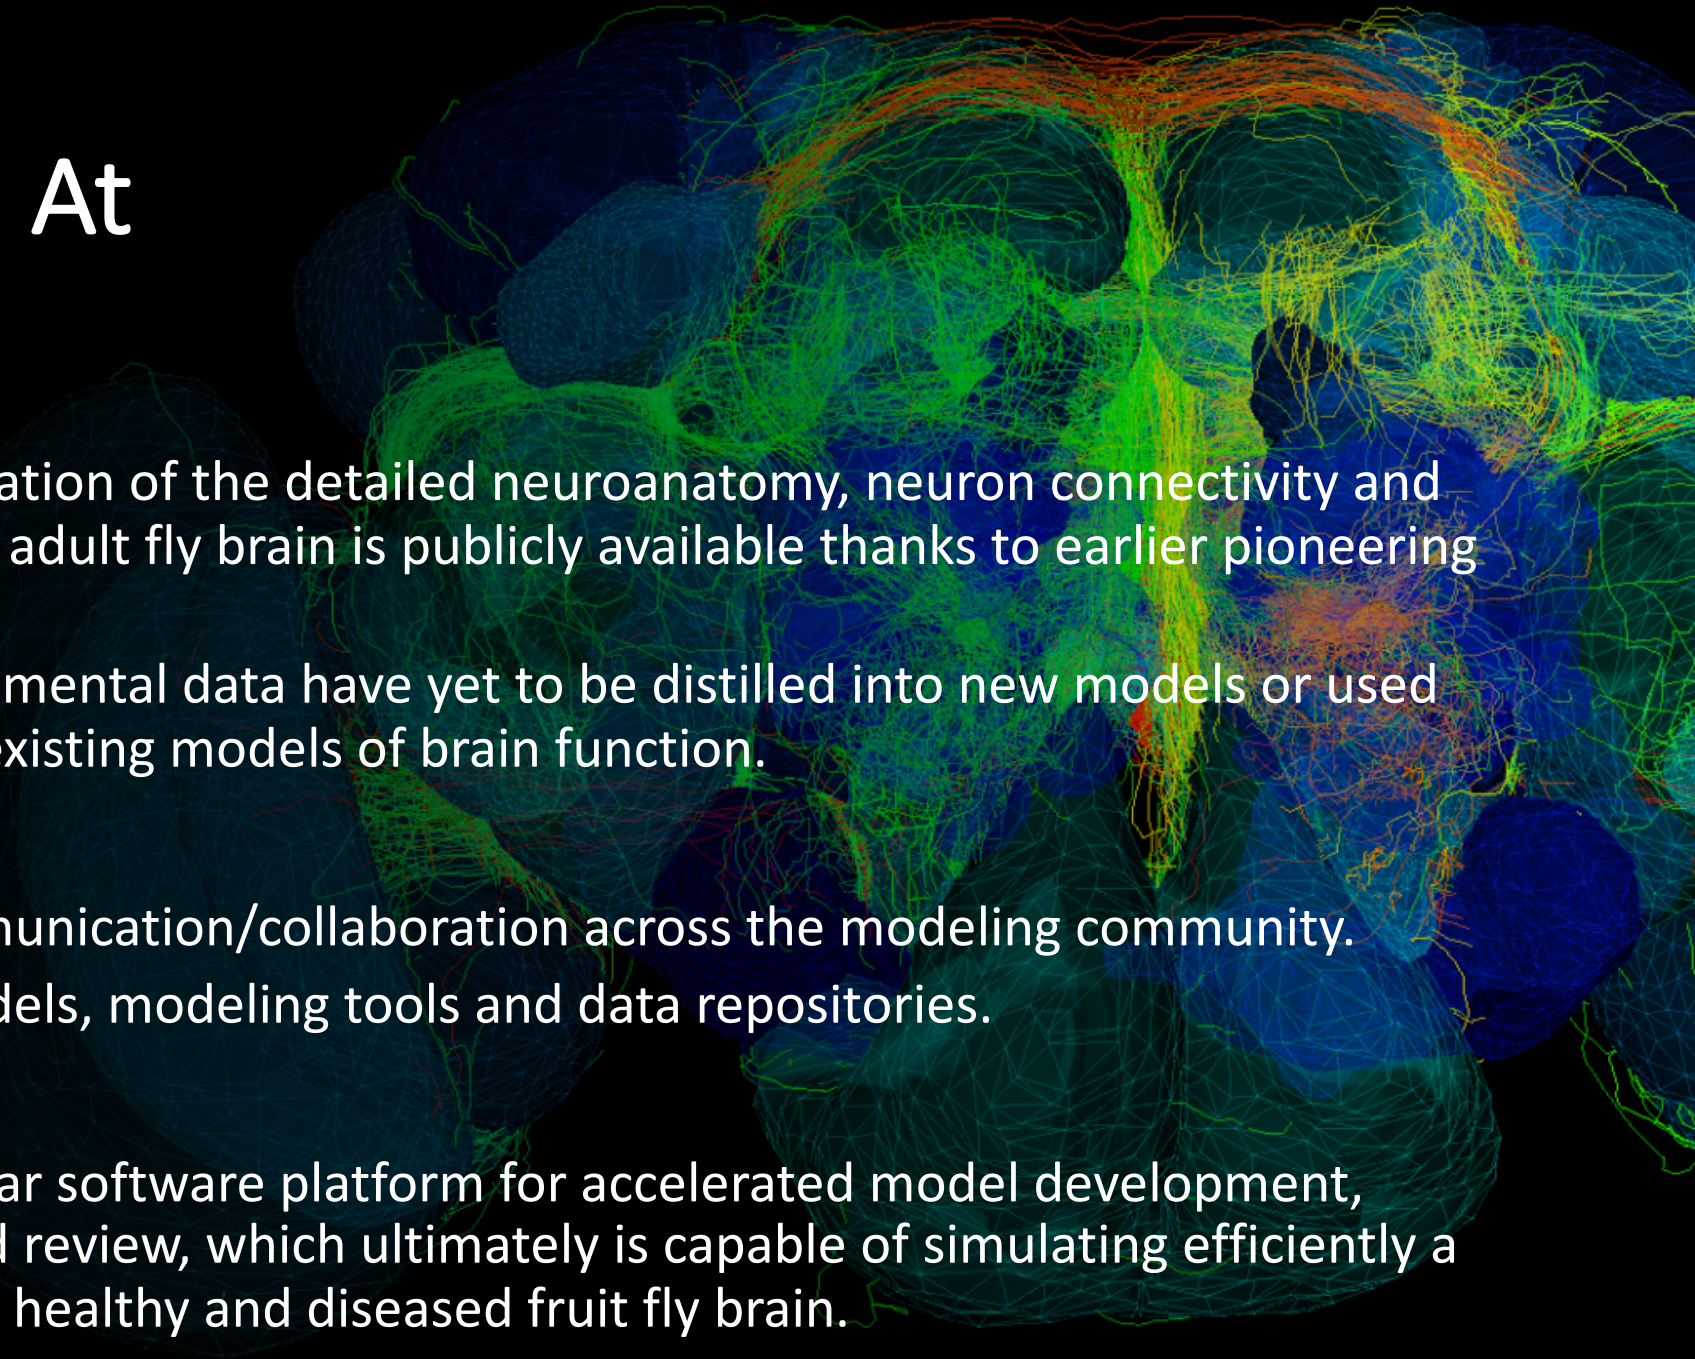 At
ation of the detailed neuroanatomy, neuron connectivity and
adult fly brain is publicly available thanks to earlier pioneering
mental data have yet to be distilled into new models or used
existing models of brain function.
nunication/collaboration across the modeling community.
dels, modeling tools and data repositories.
ar software platform for accelerated model development,
d review, which ultimately is capable of simulating efficiently a
healthy and diseased fruit fly brain.